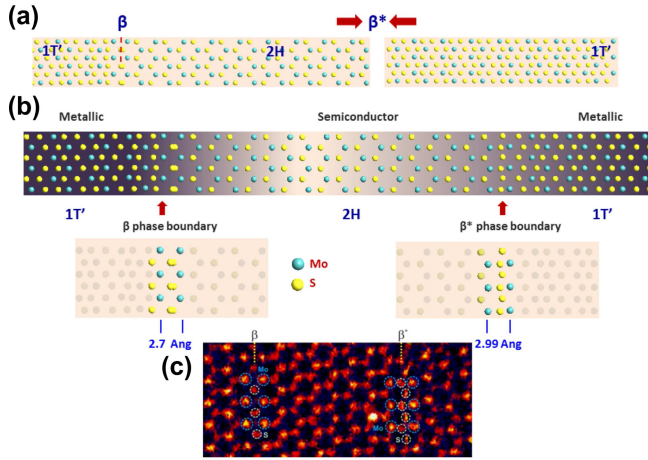 (a)
β
β*
1T’
2H
1T’
(b)
Metallic
Semiconductor
Metallic
1T’
2H
1T’
β phase boundary
β* phase boundary
Mo
S
2.7 Ang
2.99 Ang
(c)
β
β*
Mo
S
Mo
S